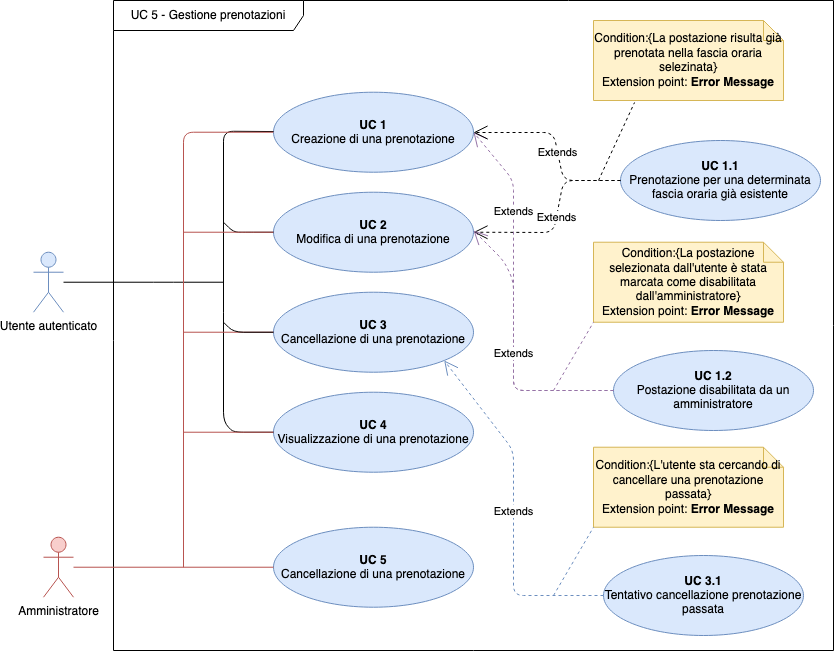 UC 5 - Gestione prenotazioni
Condition:{La postazione risulta già
prenotata nella fascia oraria
selezinata}
Extension point: Error Message
UC 1
Creazione di una prenotazione
Extends
UC 1.1
Prenotazione per una determinata
fascia oraria già esistente
UC 2
Modifica di una prenotazione
Extends
Extends
Condition:{La postazione
selezionata dall'utente è stata
marcata come disabilitata
dall'amministratore}
Extension point: Error Message
Utente autenticato
UC 3
Cancellazione di una prenotazione
Extends
UC 1.2
Postazione disabilitata da un
amministratore
UC 4
Visualizzazione di una prenotazione
Condition:{L'utente sta cercando di
cancellare una prenotazione
passata}
Extension point: Error Message
Extends
UC 5
Cancellazione di una prenotazione
UC 3.1
Tentativo cancellazione prenotazione
passata
Amministratore